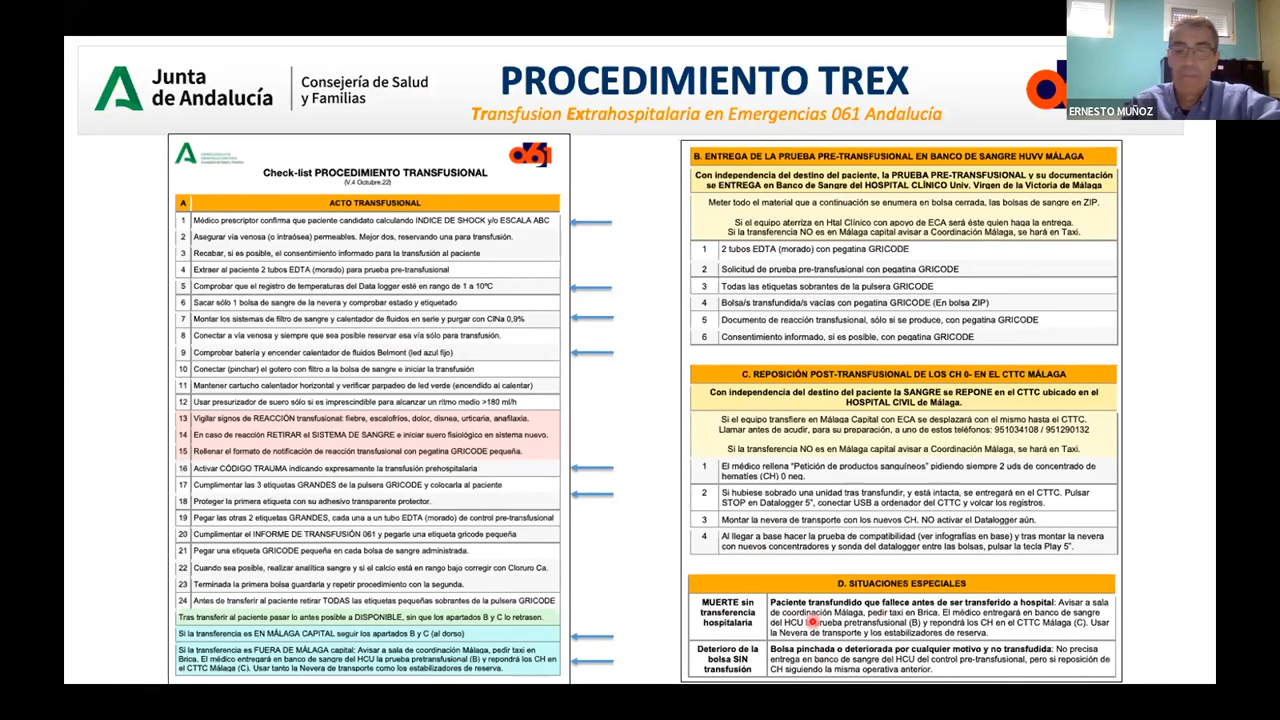 Junta
de Andalucía
Consejería de Salud
y Familias
PROCEDIMIENTO TREX
Transfusion Extrahospitalaria en Emergencias 061 Andalucía
ERNESTO MUÑOZ
061
Check-list PROCEDIMIENTO TRANSFUSIONAL
(V.4 Octubre.22)
A ACTO TRANSFUSIONAL
1 Médico prescriptor confirma que paciente candidato calculando INDICE DE SHOCK y/o ESCALA ABC
2 Asegurar vía venosa (o intraósea) permeables. Mejor dos, reservando una para transfusión.
3 Recabar, si es posible, el consentimiento informado para la transfusión al paciente
4 Extraer al paciente 2 tubos EDTA (morado) para prueba pre-transfusional
5 Comprobar que el registro de temperaturas del Data logger esté en rango de 1 a 10ºC
6 Sacar sólo 1 bolsa de sangre de la nevera y comprobar estado y etiquetado
7 Montar los sistemas de filtro de sangre y calentador de fluidos en serie y purgar con ClNa 0,9%
8 Conectar a vía venosa y siempre que sea posible reservar esa vía sólo para transfusión.
9 Comprobar batería y encender calentador de fluidos Belmont (led azul fijo)
10 Conectar (pinchar) el gotero con filtro a la bolsa de sangre e iniciar la transfusión
11 Mantener cartucho calentador horizontal y verificar parpadeo de led verde (encendido al calentar)
12 Usar presurizador de suero sólo si es imprescindible para alcanzar un ritmo medio >180 ml/h
13 Vigilar signos de REACCIÓN transfusional: fiebre, escalofríos, dolor, disnea, urticaria, anafilaxia.
14 En caso de reacción RETIRAR el SISTEMA DE SANGRE e iniciar suero fisiológico en sistema nuevo.
15 Rellenar el formato de notificación de reacción transfusional con pegatina GRICODE pequeña.
16 Activar CÓDIGO TRAUMA indicando expresamente la transfusión prehospitalaria
17 Cumplimentar las 3 etiquetas GRANDES de la pulsera GRICODE y colocarla al paciente
18 Proteger la primera etiqueta con su adhesivo transparente protector.
19 Pegar las otras 2 etiquetas GRANDES, cada una a un tubo EDTA (morado) de control pre-transfusional
20 Cumplimentar el INFORME DE TRANSFUSIÓN 061 y pegarle una etiqueta gricode pequeña
21 Pegar una etiqueta GRICODE pequeña en cada bolsa de sangre administrada.
22 Cuando sea posible, realizar analítica sangre y si el calcio está en rango bajo corregir con Cloruro Ca.
23 Terminada la primera bolsa guardarla y repetir procedimiento con la segunda.
24 Antes de transferir al paciente retirar TODAS las etiquetas pequeñas sobrantes de la pulsera GRICODE
Tras transferir al paciente pasar lo antes posible a DISPONIBLE, sin que los apartados B y C lo retrasen.
Si la transferencia es EN MÁLAGA CAPITAL seguir los apartados B y C (al dorso)
Si la transferencia es FUERA DE MÁLAGA capital: Avisar a sala de coordinación Málaga, pedir taxi en
Brica. El médico entregará en banco de sangre del HCU la prueba pretransfusional (B) y repondrá los CH en
el CTTC Málaga (C). Usar tanto la Nevera de transporte como los estabilizadores de reserva.
B. ENTREGA DE LA PRUEBA PRE-TRANSFUSIONAL EN BANCO DE SANGRE HUVV MÁLAGA
Con independencia del destino del paciente, la PRUEBA PRE-TRANSFUSIONAL y su documentación
se ENTREGA en Banco de Sangre del HOSPITAL CLÍNICO Univ. Virgen de la Victoria de Málaga
Meter todo el material que a continuación se enumera en bolsa cerrada, las bolsas de sangre en ZIP.
Si el equipo aterriza en Htal Clínico con apoyo de ECA será éste quien haga la entrega.
Si la transferencia NO es en Málaga capital avisar a Coordinación Málaga, se hará en Taxi.
1 2 tubos EDTA (morado) con pegatina GRICODE
2 Solicitud de prueba pre-transfusional con pegatina GRICODE
3 Todas las etiquetas sobrantes de la pulsera GRICODE
4 Bolsa/s transfundida/s vacías con pegatina GRICODE (En bolsa ZIP)
5 Documento de reacción transfusional, sólo si se produce, con pegatina GRICODE
6 Consentimiento informado, si es posible, con pegatina GRICODE
C. REPOSICIÓN POST-TRANSFUSIONAL DE LOS CH 0- EN EL CTTC MÁLAGA
Con independencia del destino del paciente la SANGRE se REPONE en el CTTC ubicado en el
HOSPITAL CIVIL de Málaga.
Si el equipo transfiere en Málaga Capital con ECA se desplazará con el mismo hasta el CTTC.
Llamar antes de acudir, para su preparación, a uno de estos teléfonos: 951034108 / 951290132
Si la transferencia NO es en Málaga capital avisar a Coordinación Málaga, se hará en Taxi.
1 El médico rellena “Petición de productos sanquíneos” pidiendo siempre 2 uds de concentrado de
hematíes (CH) 0 neg.
2 Si hubiese sobrado una unidad tras transfundir, y está intacta, se entregará en el CTTC. Pulsar
STOP en Datalogger 5”, conectar USB a ordenador del CTTC y volcar los registros.
3 Montar la nevera de transporte con los nuevos CH. NO activar el Datalogger aún.
4 Al llegar a base hacer la prueba de compatibilidad (ver infografías en base) y tras montar la nevera
con nuevos concentradores y sonda del datalogger entre las bolsas, pulsar la tecla Play 5”.
D. SITUACIONES ESPECIALES
MUERTE sin
transferencia
hospitalaria
Paciente transfundido que fallece antes de ser transferido a hospital: Avisar a sala
de coordinación Málaga, pedir taxi en Brica. El médico entregará en banco de sangre
del HCU la prueba pretransfusional (B) y repondrá los CH en el CTTC Málaga (C). Usar
la Nevera de transporte y los estabilizadores de reserva.
Deterioro de
la bolsa SIN
transfusión
Bolsa pinchada o deteriorada por cualquier motivo y no transfudida: No precisa
entrega en banco de sangre del HCU del control pre-transfusional, pero si reposición de
CH siguiendo la misma operativa anterior.